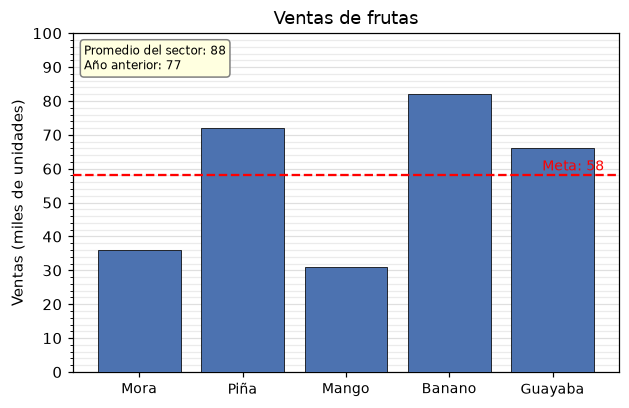 Ventas de frutas
Ventas (miles de unidades)
100
90
80
70
60
50
40
30
20
10
0
Promedio del sector: 88
Año anterior: 77
Meta: 58
Mora
Piña
Mango
Banano
Guayaba